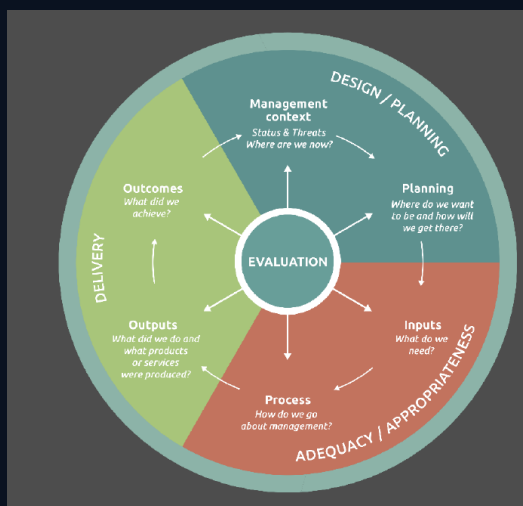 DESIGN / PLANNING
Management
context
Status & Threats
Where are we now?
Planning
Where do we want
to be and how will
we get there?
Inputs
What do we
need?
ADEQUACY / APPROPRIATENESS
Process
How do we go
about management?
Outputs
What did we do and
what products
or services
were produced?
DELIVERY
Outcomes
What did we
achieve?
EVALUATION